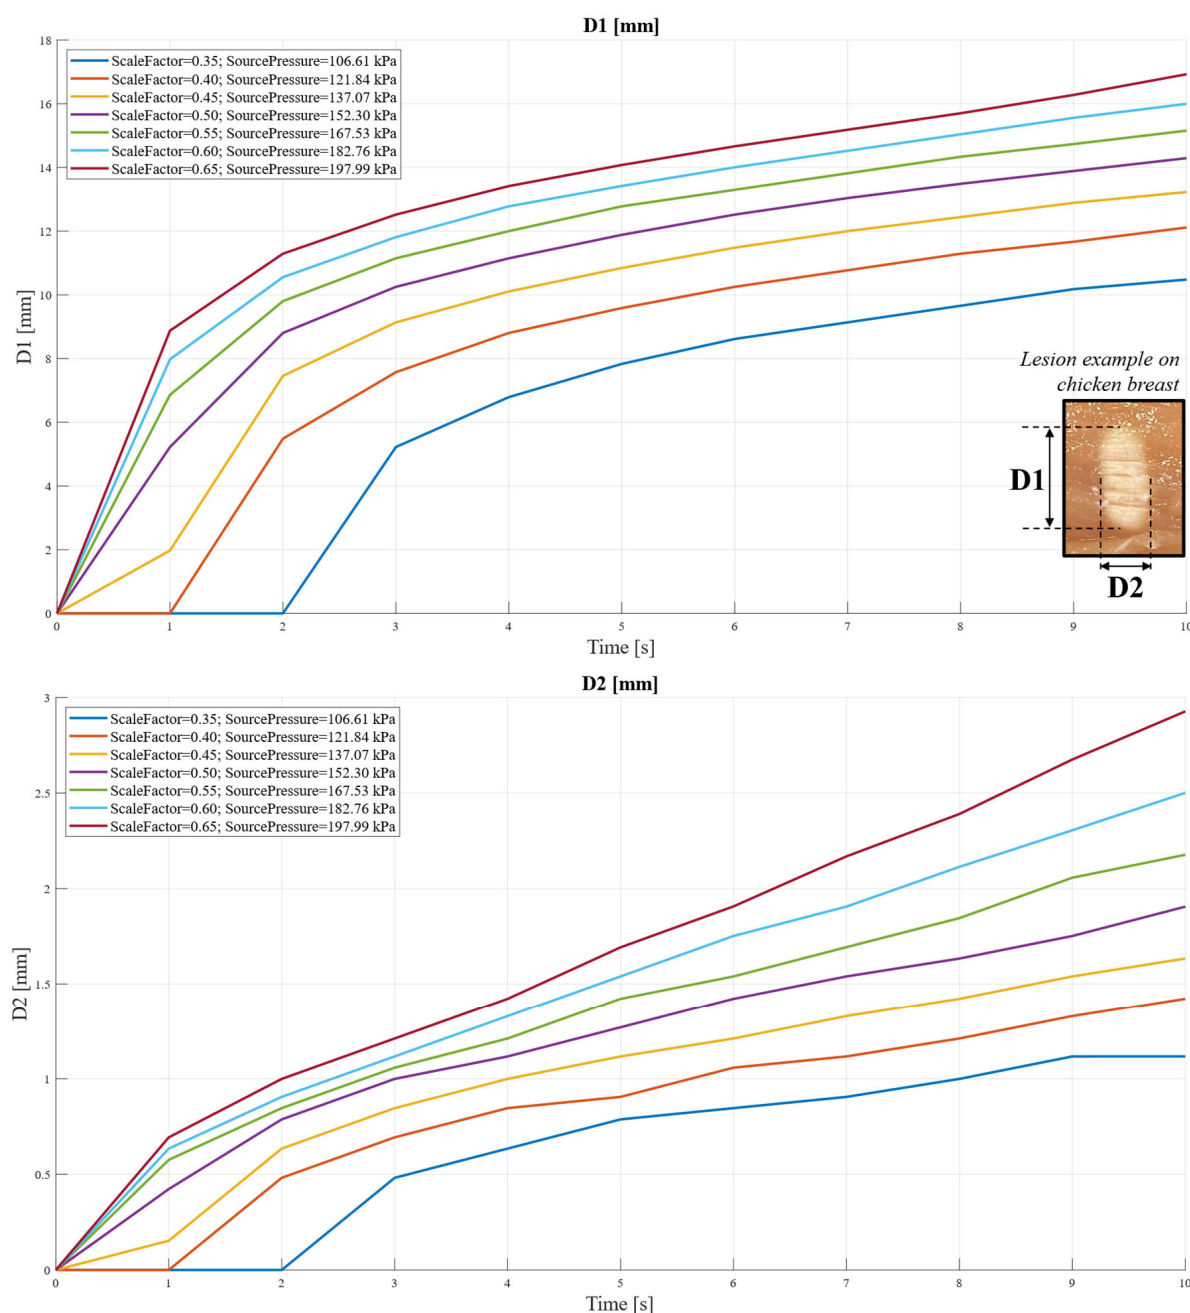 D1 [mm]
18
16
14
12
10
8
6
4
2
0
D1 [mm]
ScaleFactor=0.35; SourcePressure=106.61 kPa
ScaleFactor=0.40; SourcePressure=121.84 kPa
ScaleFactor=0.45; SourcePressure=137.07 kPa
ScaleFactor=0.50; SourcePressure=152.30 kPa
ScaleFactor=0.55; SourcePressure=167.53 kPa
ScaleFactor=0.60; SourcePressure=182.76 kPa
ScaleFactor=0.65; SourcePressure=197.99 kPa
Lesion example on
chicken breast
D1
D2
0 1 2 3 4 5 6 7 8 9 10
Time [s]
D2 [mm]
3
2.5
2
1.5
1
0.5
0
D2 [mm]
ScaleFactor=0.35; SourcePressure=106.61 kPa
ScaleFactor=0.40; SourcePressure=121.84 kPa
ScaleFactor=0.45; SourcePressure=137.07 kPa
ScaleFactor=0.50; SourcePressure=152.30 kPa
ScaleFactor=0.55; SourcePressure=167.53 kPa
ScaleFactor=0.60; SourcePressure=182.76 kPa
ScaleFactor=0.65; SourcePressure=197.99 kPa
0 1 2 3 4 5 6 7 8 9 10
Time [s]